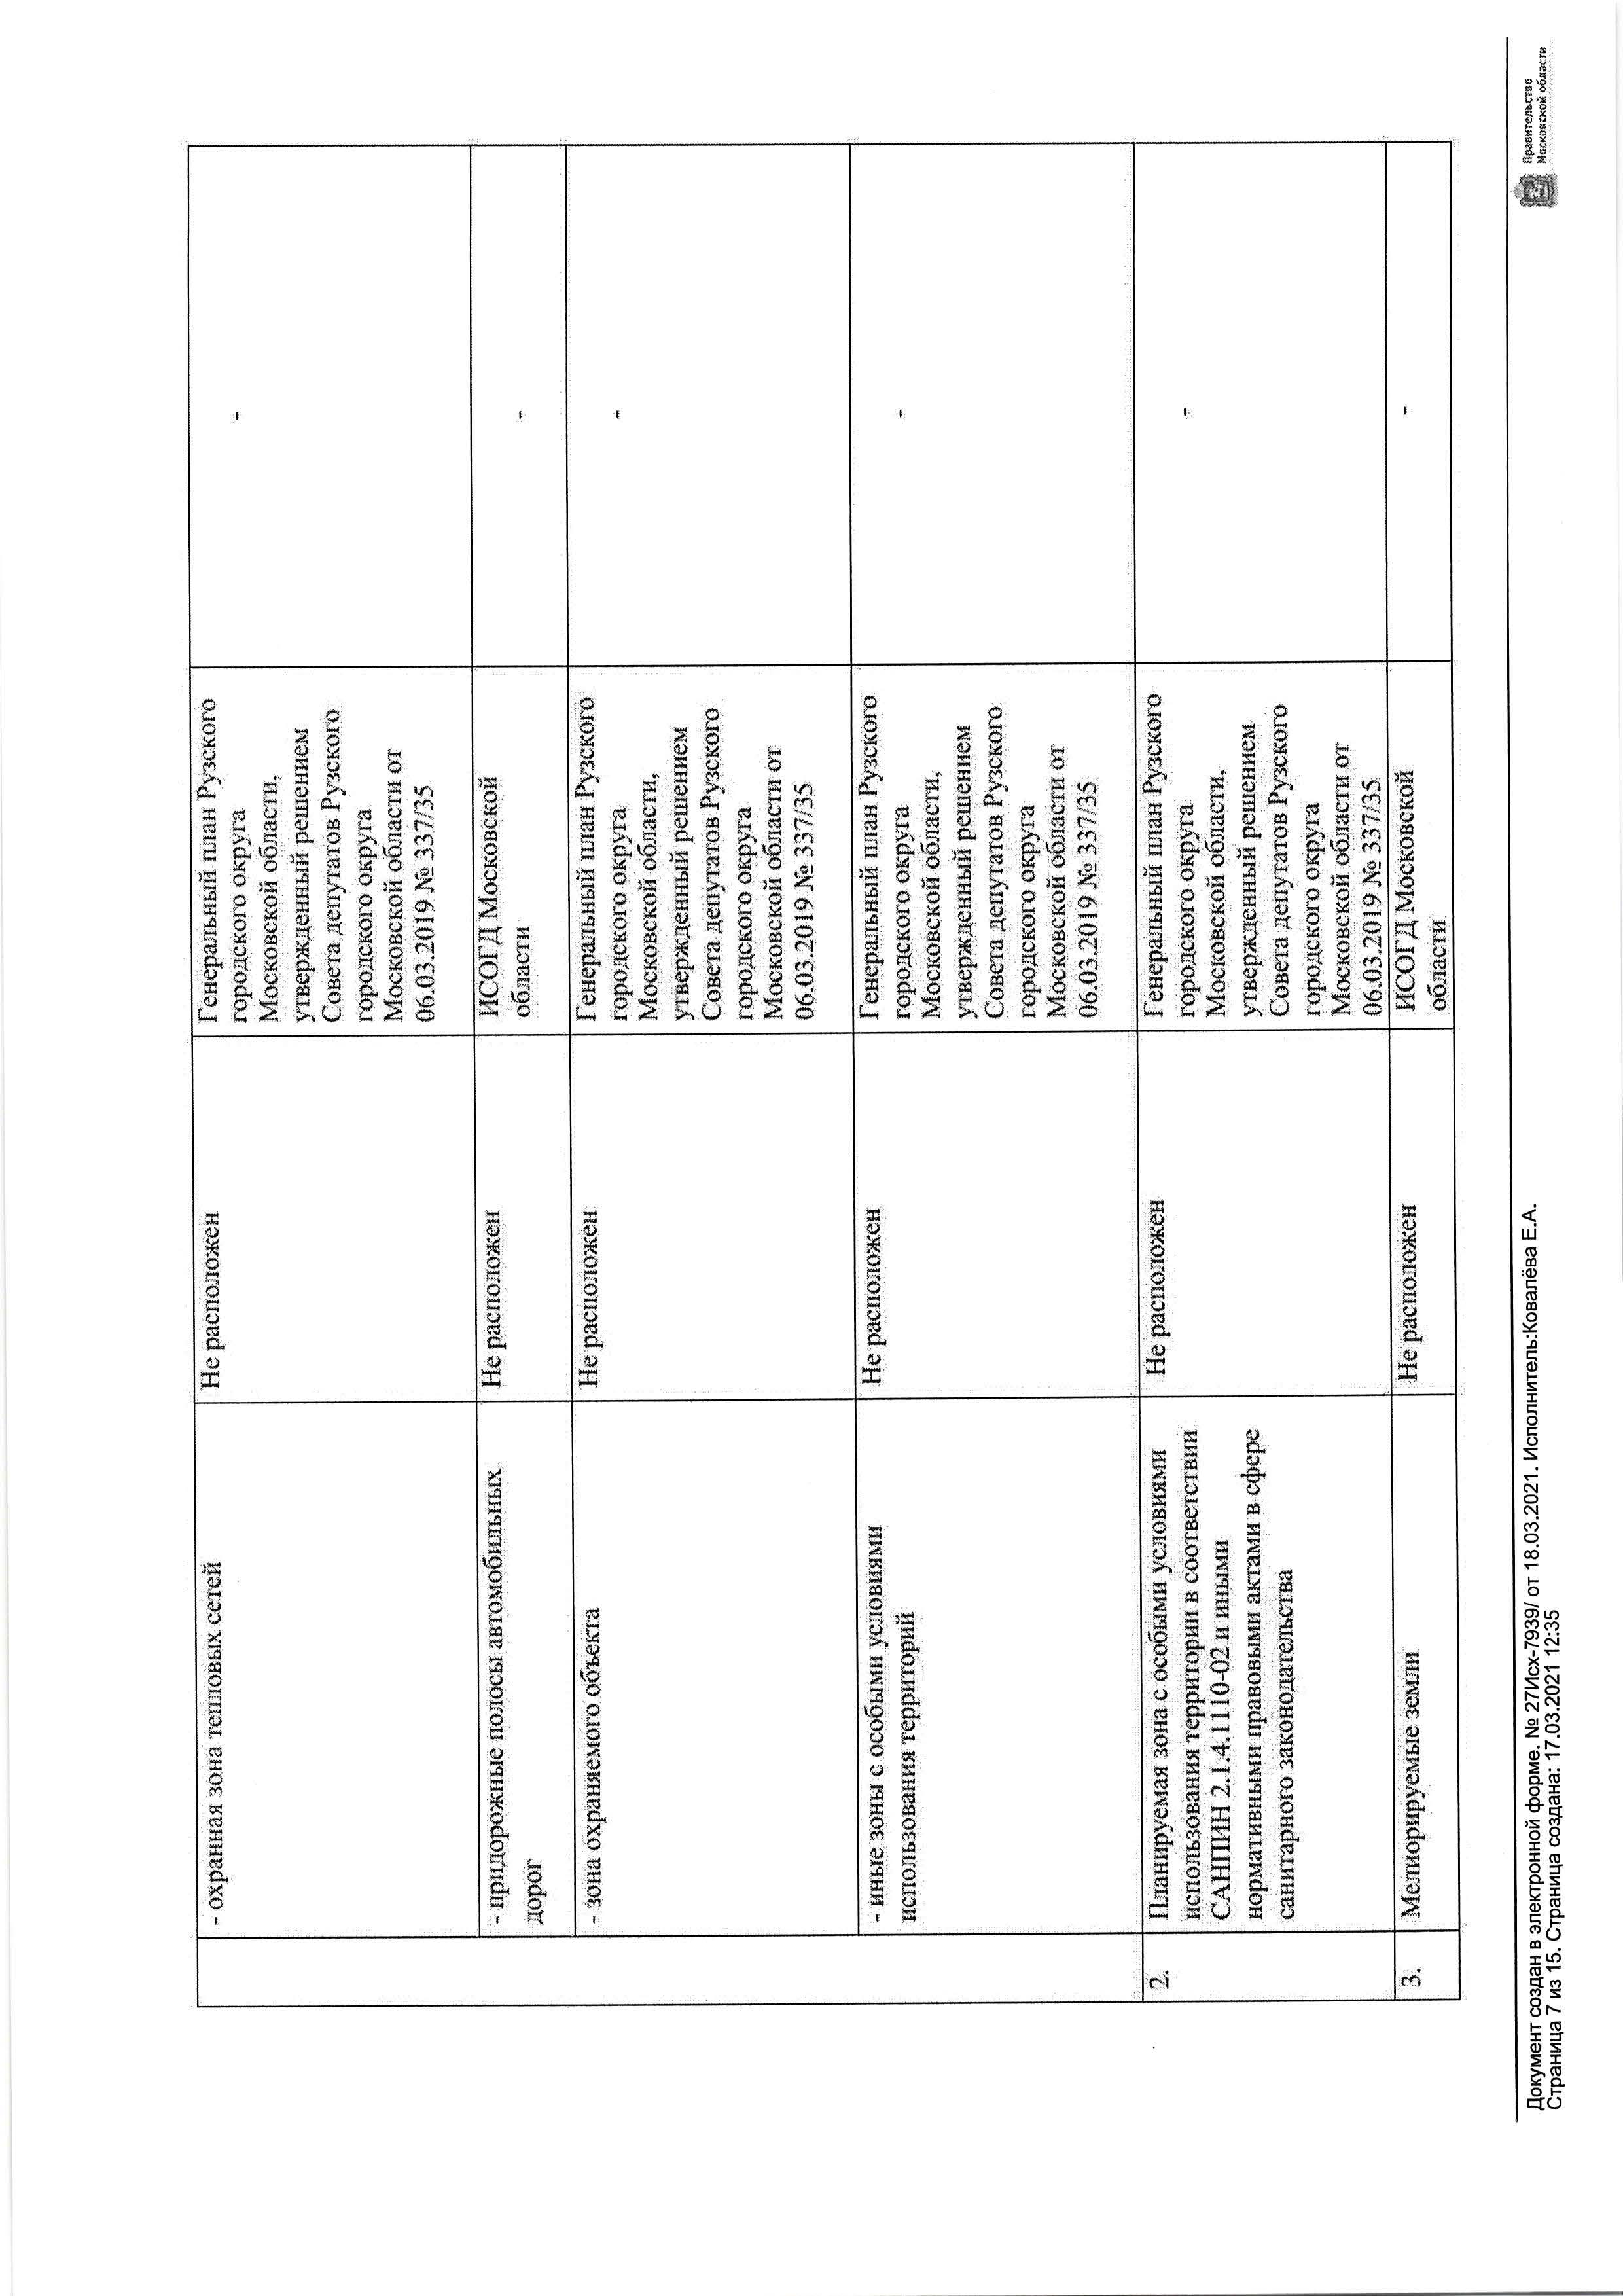 - охранная зона тепловых сетей
Не расположен
Генеральный план Рузского
городского округа
Московской области,
утвержденный решением
Совета депутатов Рузского
городского округа
Московской области от
06.03.2019 № 337/35
-
- придорожные полосы автомобильных
дорог
Не расположен
ИСОГД Московской
области
-
- зона охраняемого объекта
Не расположен
Генеральный план Рузского
городского округа
Московской области,
утвержденный решением
Совета депутатов Рузского
городского округа
Московской области от
06.03.2019 № 337/35
-
- иные зоны с особыми условиями
использования территорий
Не расположен
Генеральный план Рузского
городского округа
Московской области,
утвержденный решением
Совета депутатов Рузского
городского округа
Московской области от
06.03.2019 № 337/35
-
2.
Планируемая зона с особыми условиями
использования территории в соответствии
САНПИН 2.1.4.1110-02 и иными
нормативными правовыми актами в сфере
санитарного законодательства
Не расположен
Генеральный план Рузского
городского округа
Московской области,
утвержденный решением
Совета депутатов Рузского
городского округа
Московской области от
06.03.2019 № 337/35
-
3.
Мелиорируемые земли
Не расположен
ИСОГД Московской
области
-
Документ создан в электронной форме. № 27Исх-7939/ от 18.03.2021. Исполнитель:Ковалёва Е.А.
Страница 7 из 15. Страница создана: 17.03.2021 12:35
Правительство
Московской области